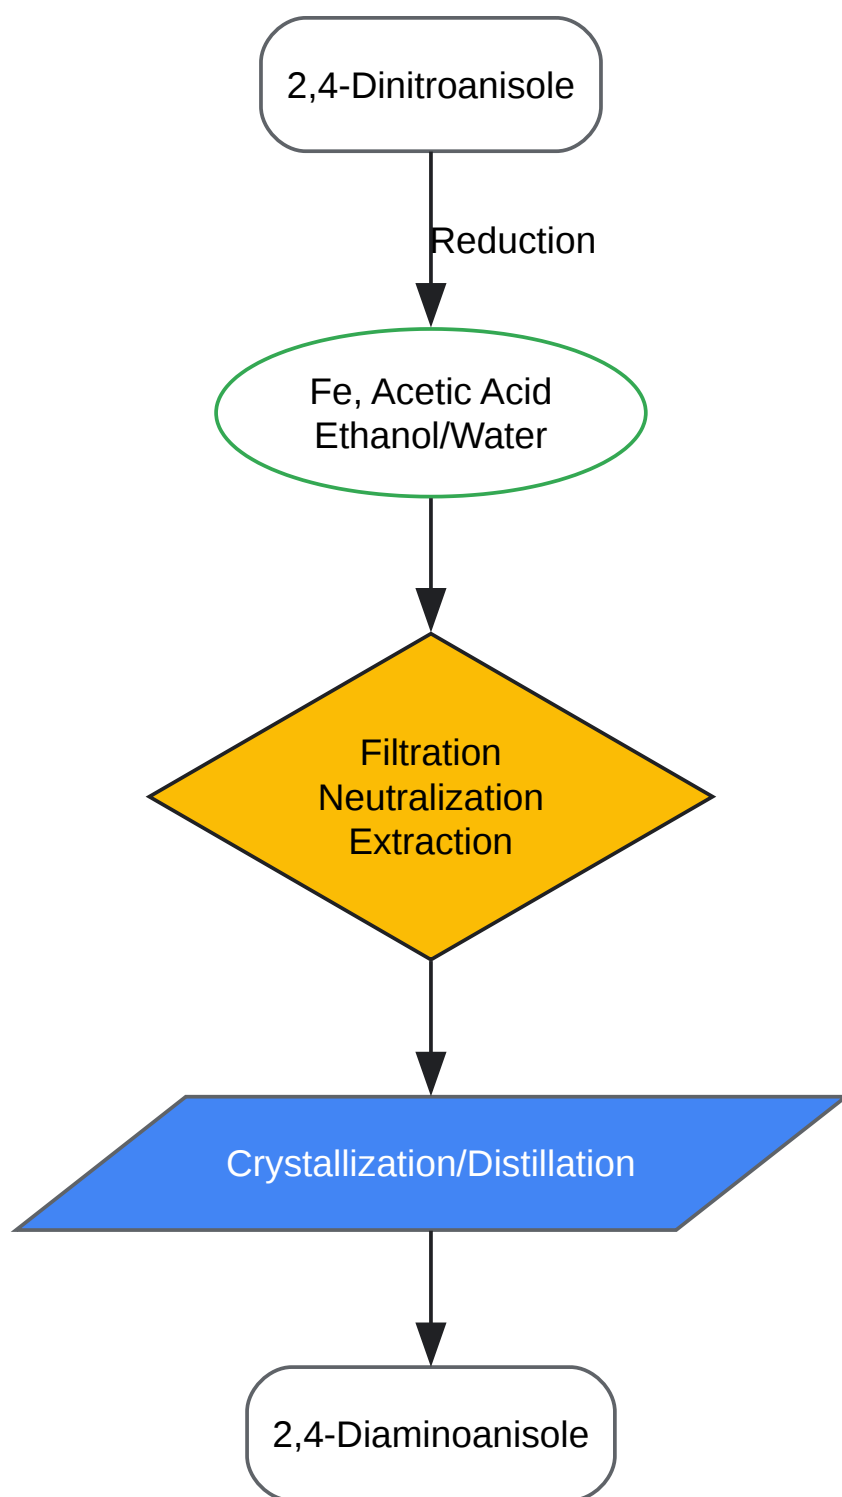 2,4-Dinitroanisole
Reduction
Fe, Acetic Acid
Ethanol/Water
Filtration
Neutralization
Extraction
Crystallization/Distillation
2,4-Diaminoanisole